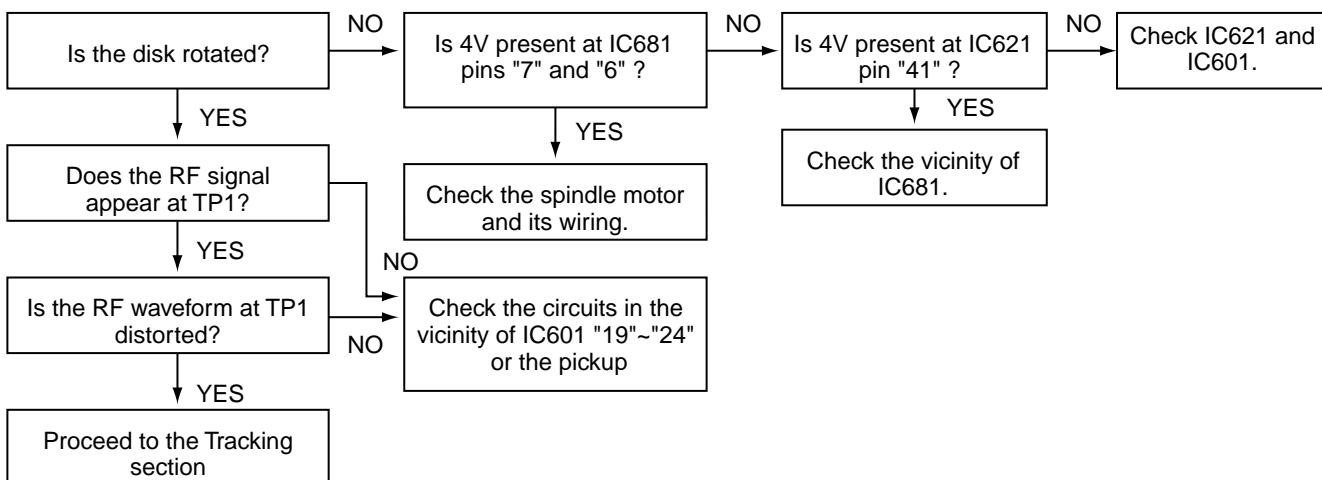 Is the disk rotated?
NO
Is 4V present at IC681
pins "7" and "6" ?
NO
Is 4V present at IC621
pin "41" ?
NO
Check IC621 and
IC601.
YES
YES
YES
Does the RF signal
appear at TP1?
Check the spindle motor
and its wiring.
Check the vicinity of
IC681.
YES
NO
Is the RF waveform at TP1
distorted?
NO
Check the circuits in the
vicinity of IC601 "19"~"24"
or the pickup
YES
Proceed to the Tracking
section